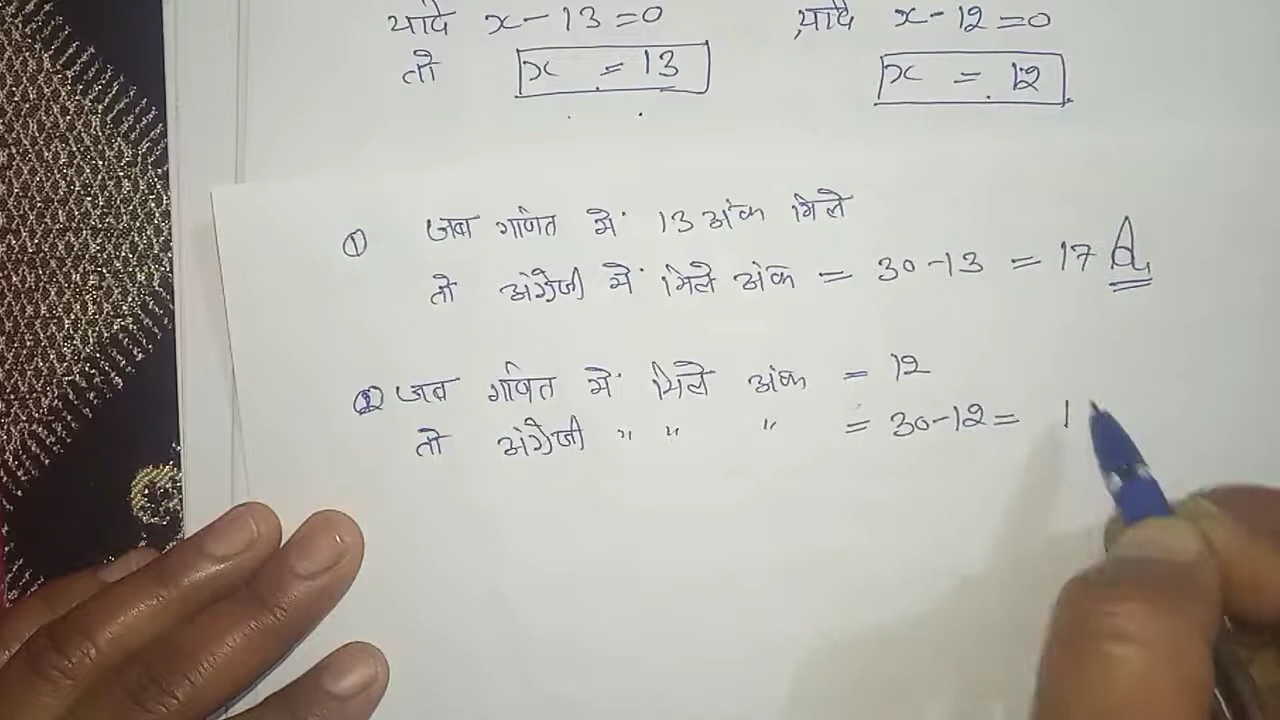 यदि x - 13 = 0 यदि x - 12 = 0
तो x = 13 x = 12
① जब गणित में 13 अंक मिले
तो अंग्रेजी में मिले अंक = 30 - 13 = 17 A
② जब गणित में मिले अंक = 12
तो अंग्रेजी " " " = 30 - 12 = 1